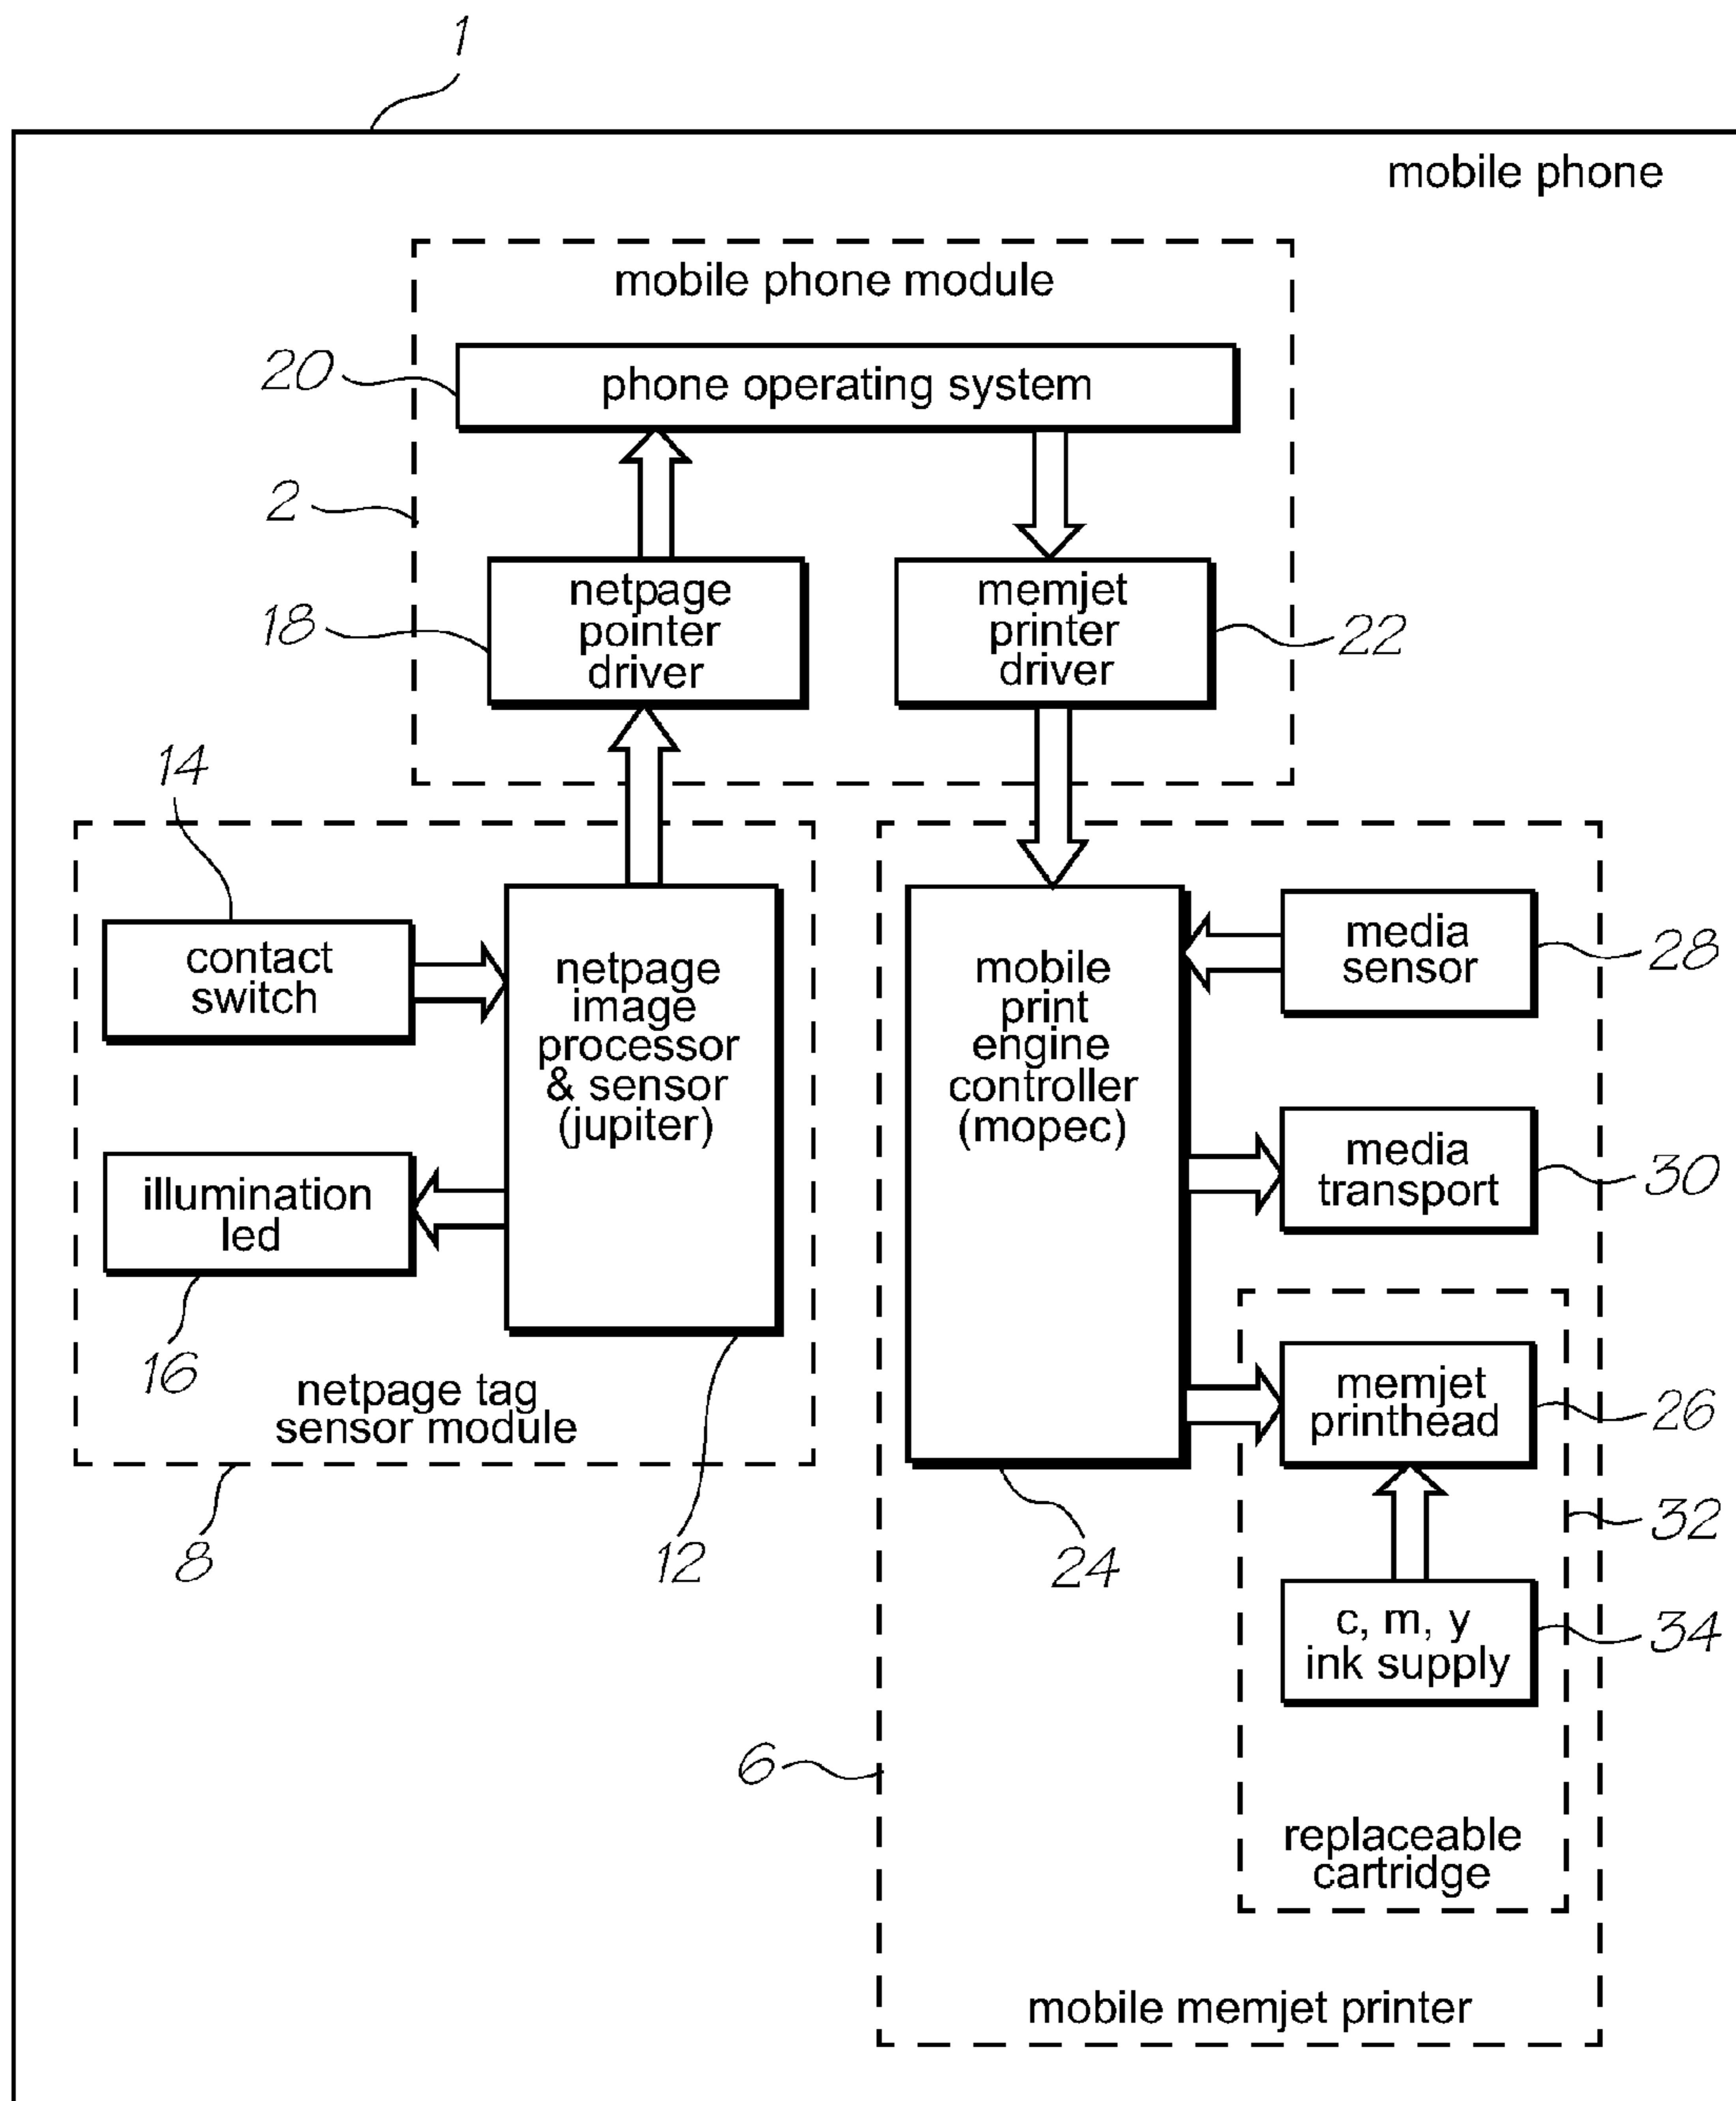 1
mobile phone
mobile phone module
20
phone operating system
2
netpage
pointer
driver
18
memjet
printer
driver
22
14
contact
switch
netpage
image
processor
& sensor
(jupiter)
illumination
led
16
netpage tag
sensor module
8
12
mobile
print
engine
controller
(mopec)
media
sensor
28
media
transport
30
memjet
printhead
26
32
24
c, m, y
ink supply
34
6
replaceable
cartridge
mobile memjet printer